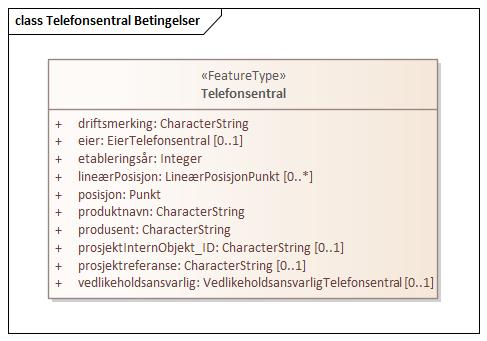 class Telefonsentral Betingelser
«FeatureType»
Telefonsentral
+ driftsmerking: CharacterString
+ eier: EierTelefonsentral [0..1]
+ etableringsår: Integer
+ lineærPosisjon: LineærPosisjonPunkt [0..*]
+ posisjon: Punkt
+ produktnavn: CharacterString
+ produsent: CharacterString
+ prosjektInternObjekt_ID: CharacterString [0..1]
+ prosjektreferanse: CharacterString [0..1]
+ vedlikeholdsansvarlig: VedlikeholdsansvarligTelefonsentral [0..1]